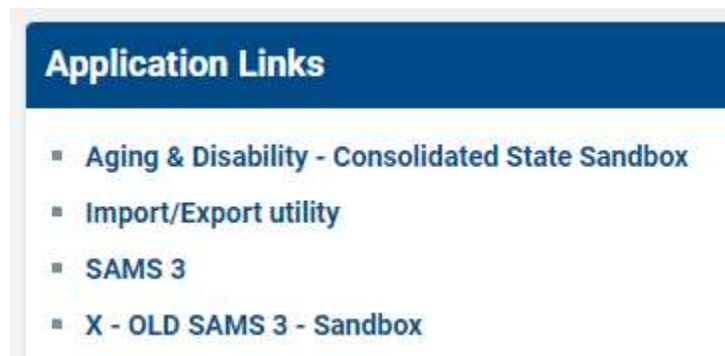 Application Links
Aging & Disability - Consolidated State Sandbox
Import/Export utility
SAMS 3
X - OLD SAMS 3 - Sandbox